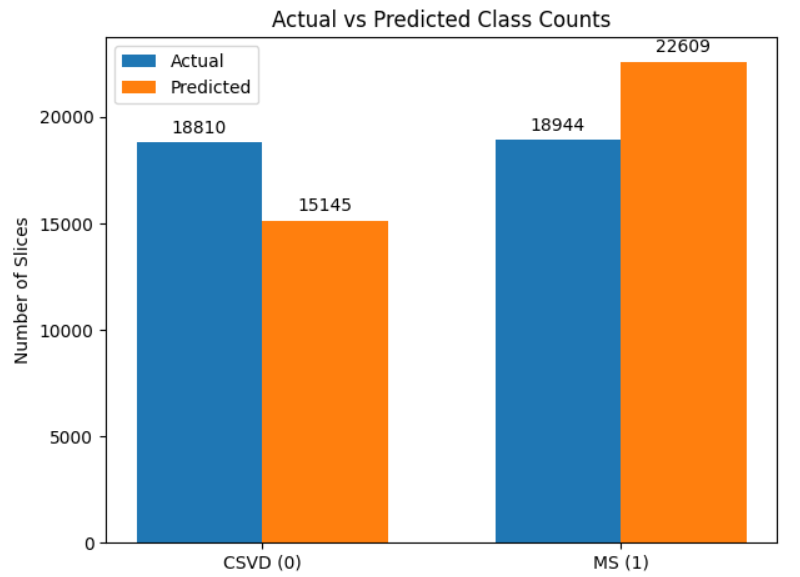 Actual vs Predicted Class Counts
Actual
Predicted
22609
18810
18944
15145
20000
15000
10000
5000
0
Number of Slices
CSVD (0)
MS (1)